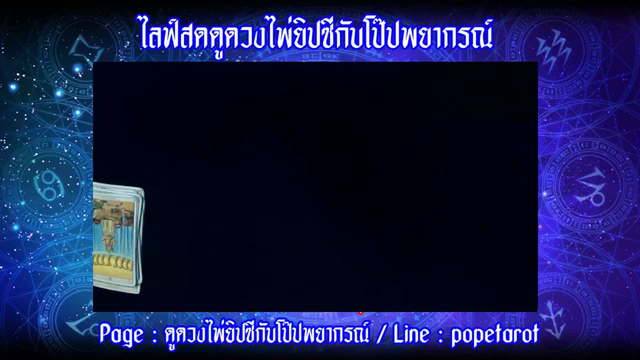 ไลฟ์สดดูดวงไพ่ยิปซีกับโป๊ปพยากรณ์
Page : ดูดวงไพ่ยิปซีกับโป๊ปพยากรณ์ / Line : popetarot